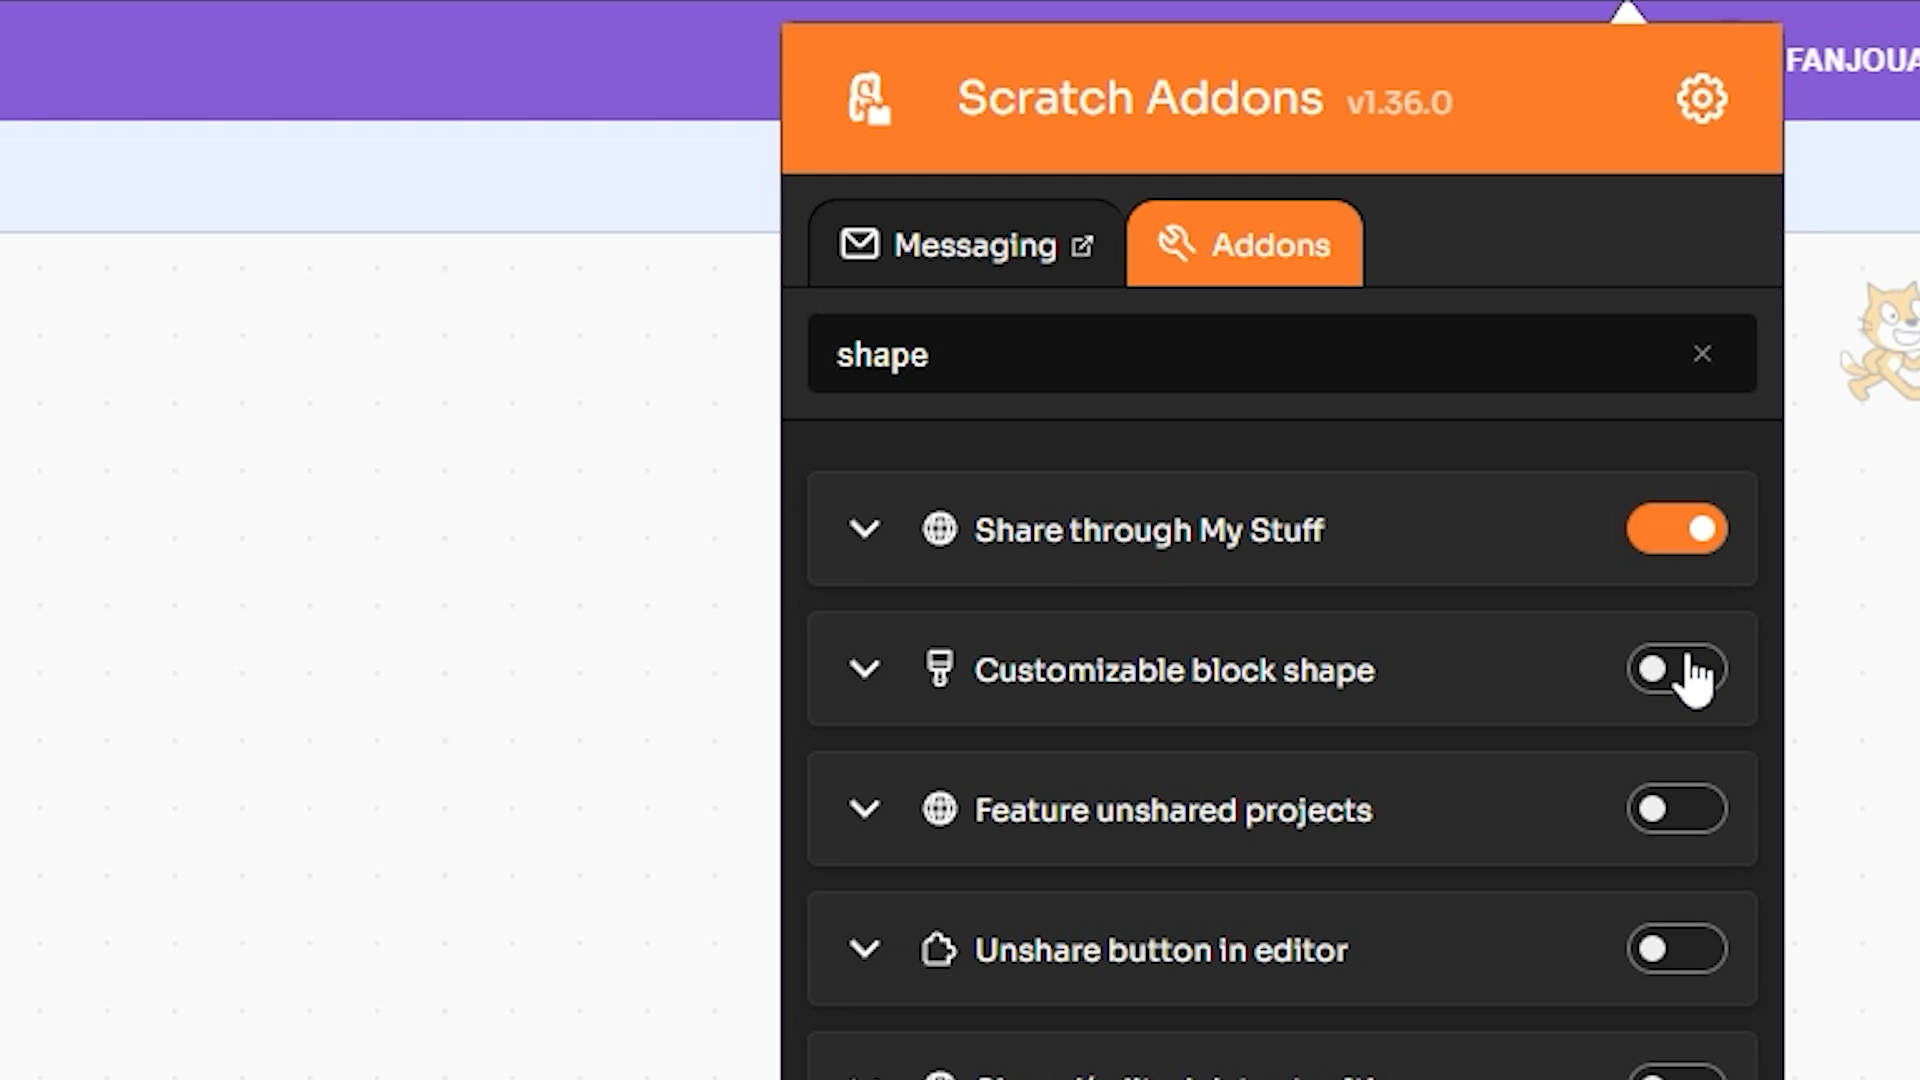 FANJOUA
Scratch Addons v1.36.0
Messaging
Addons
shape
Share through My Stuff
Customizable block shape
Feature unshared projects
Unshare button in editor